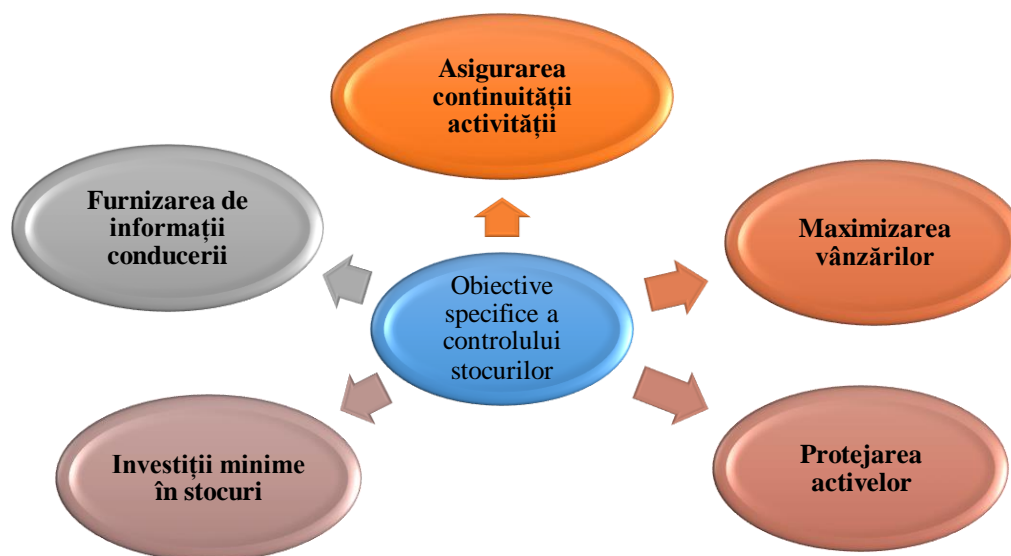 Asigurarea
continuității
activității
Furnizarea de
informații
conducerii
Maximizarea
vânzărilor
Obiective
specifice a
controlului
stocurilor
Investiții minime
în stocuri
Protejarea
activelor